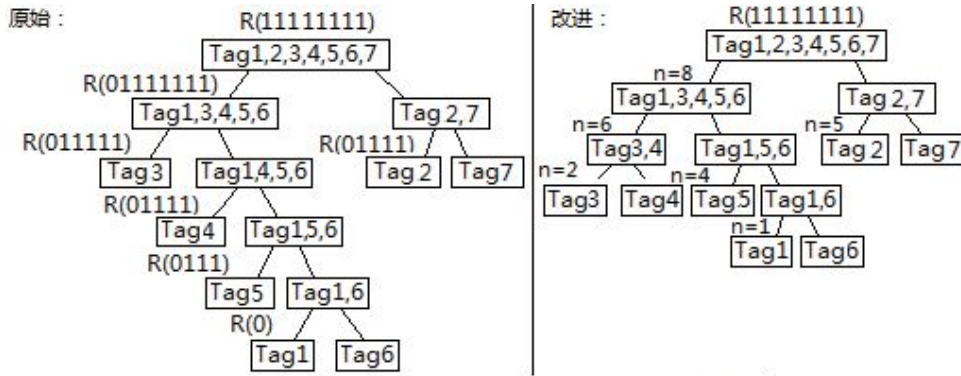 原始：
R(11111111)
Tag1,2,3,4,5,6,7
R(01111111)
Tag1,3,4,5,6
Tag 2,7
R(011111)
R(01111)
Tag3
Tag1,4,5,6
Tag 2
Tag7
R(01111)
Tag4
Tag1,5,6
R(0111)
Tag5
Tag1,6
R(0)
Tag1
Tag6
改进：
R(11111111)
Tag1,2,3,4,5,6,7
n=8
Tag1,3,4,5,6
Tag 2,7
n=6
n=5
Tag3,4
Tag1,5,6
Tag 2
Tag7
n=2
n=4
Tag3
Tag4
Tag5
Tag1,6
n=1
Tag1
Tag6